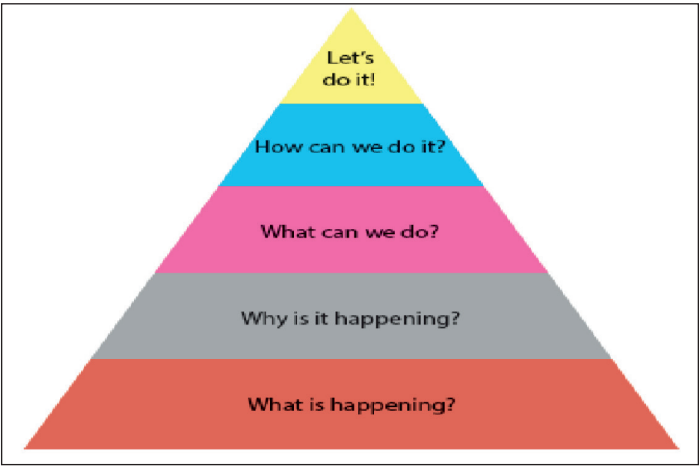 Let's
do it!
How can we do it?
What can we do?
Why is it happening?
What is happening?